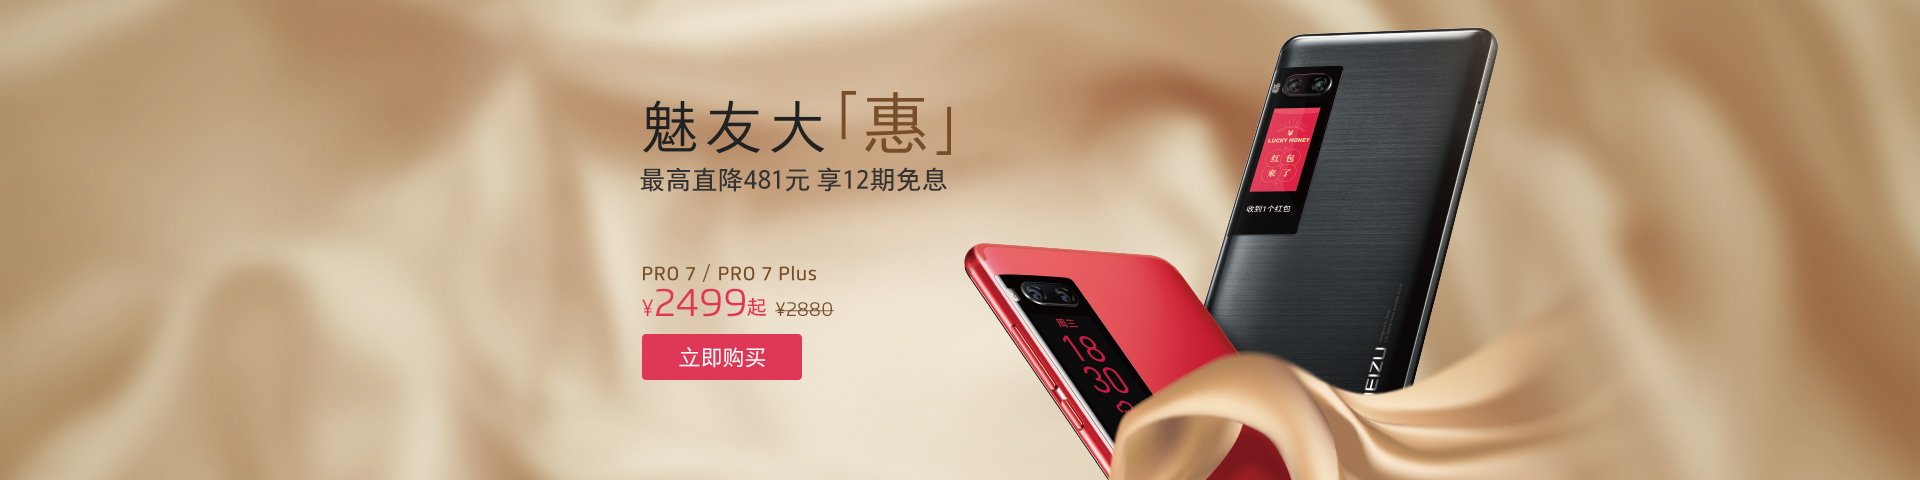 魅友大「惠」
最高直降481元 享12期免息
PRO 7 / PRO 7 Plus
¥2499起 ¥2880
立即购买
¥
LUCKY MONEY
红包
来了
收到1个红包
周三
18
30
EIZU